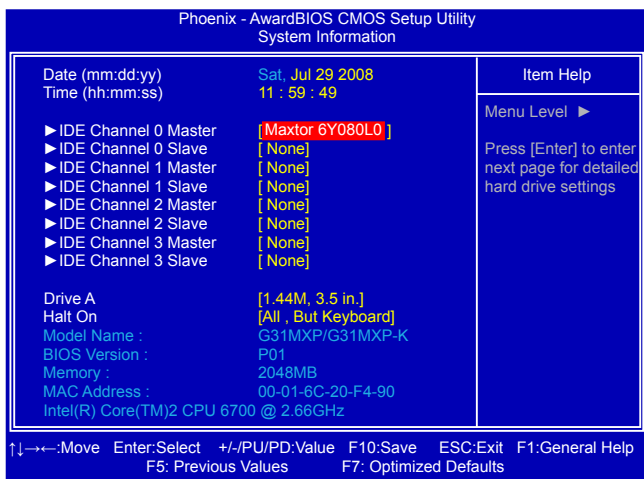 Phoenix - AwardBIOS CMOS Setup Utility
System Information
Date (mm:dd:yy) Sat, Jul 29 2008
Time (hh:mm:ss) 11 : 59 : 49
►IDE Channel 0 Master [ Maxtor 6Y080L0 ]
►IDE Channel 0 Slave [ None]
►IDE Channel 1 Master [ None]
►IDE Channel 1 Slave [ None]
►IDE Channel 2 Master [ None]
►IDE Channel 2 Slave [ None]
►IDE Channel 3 Master [ None]
►IDE Channel 3 Slave [ None]
Drive A [1.44M, 3.5 in.]
Halt On [All , But Keyboard]
Model Name : G31MXP/G31MXP-K
BIOS Version : P01
Memory : 2048MB
MAC Address : 00-01-6C-20-F4-90
Intel(R) Core(TM)2 CPU 6700 @ 2.66GHz
Item Help
Menu Level ►
Press [Enter] to enter
next page for detailed
hard drive settings
↑↓→←:Move Enter:Select +/-/PU/PD:Value F10:Save ESC:Exit F1:General Help
F5: Previous Values F7: Optimized Defaults